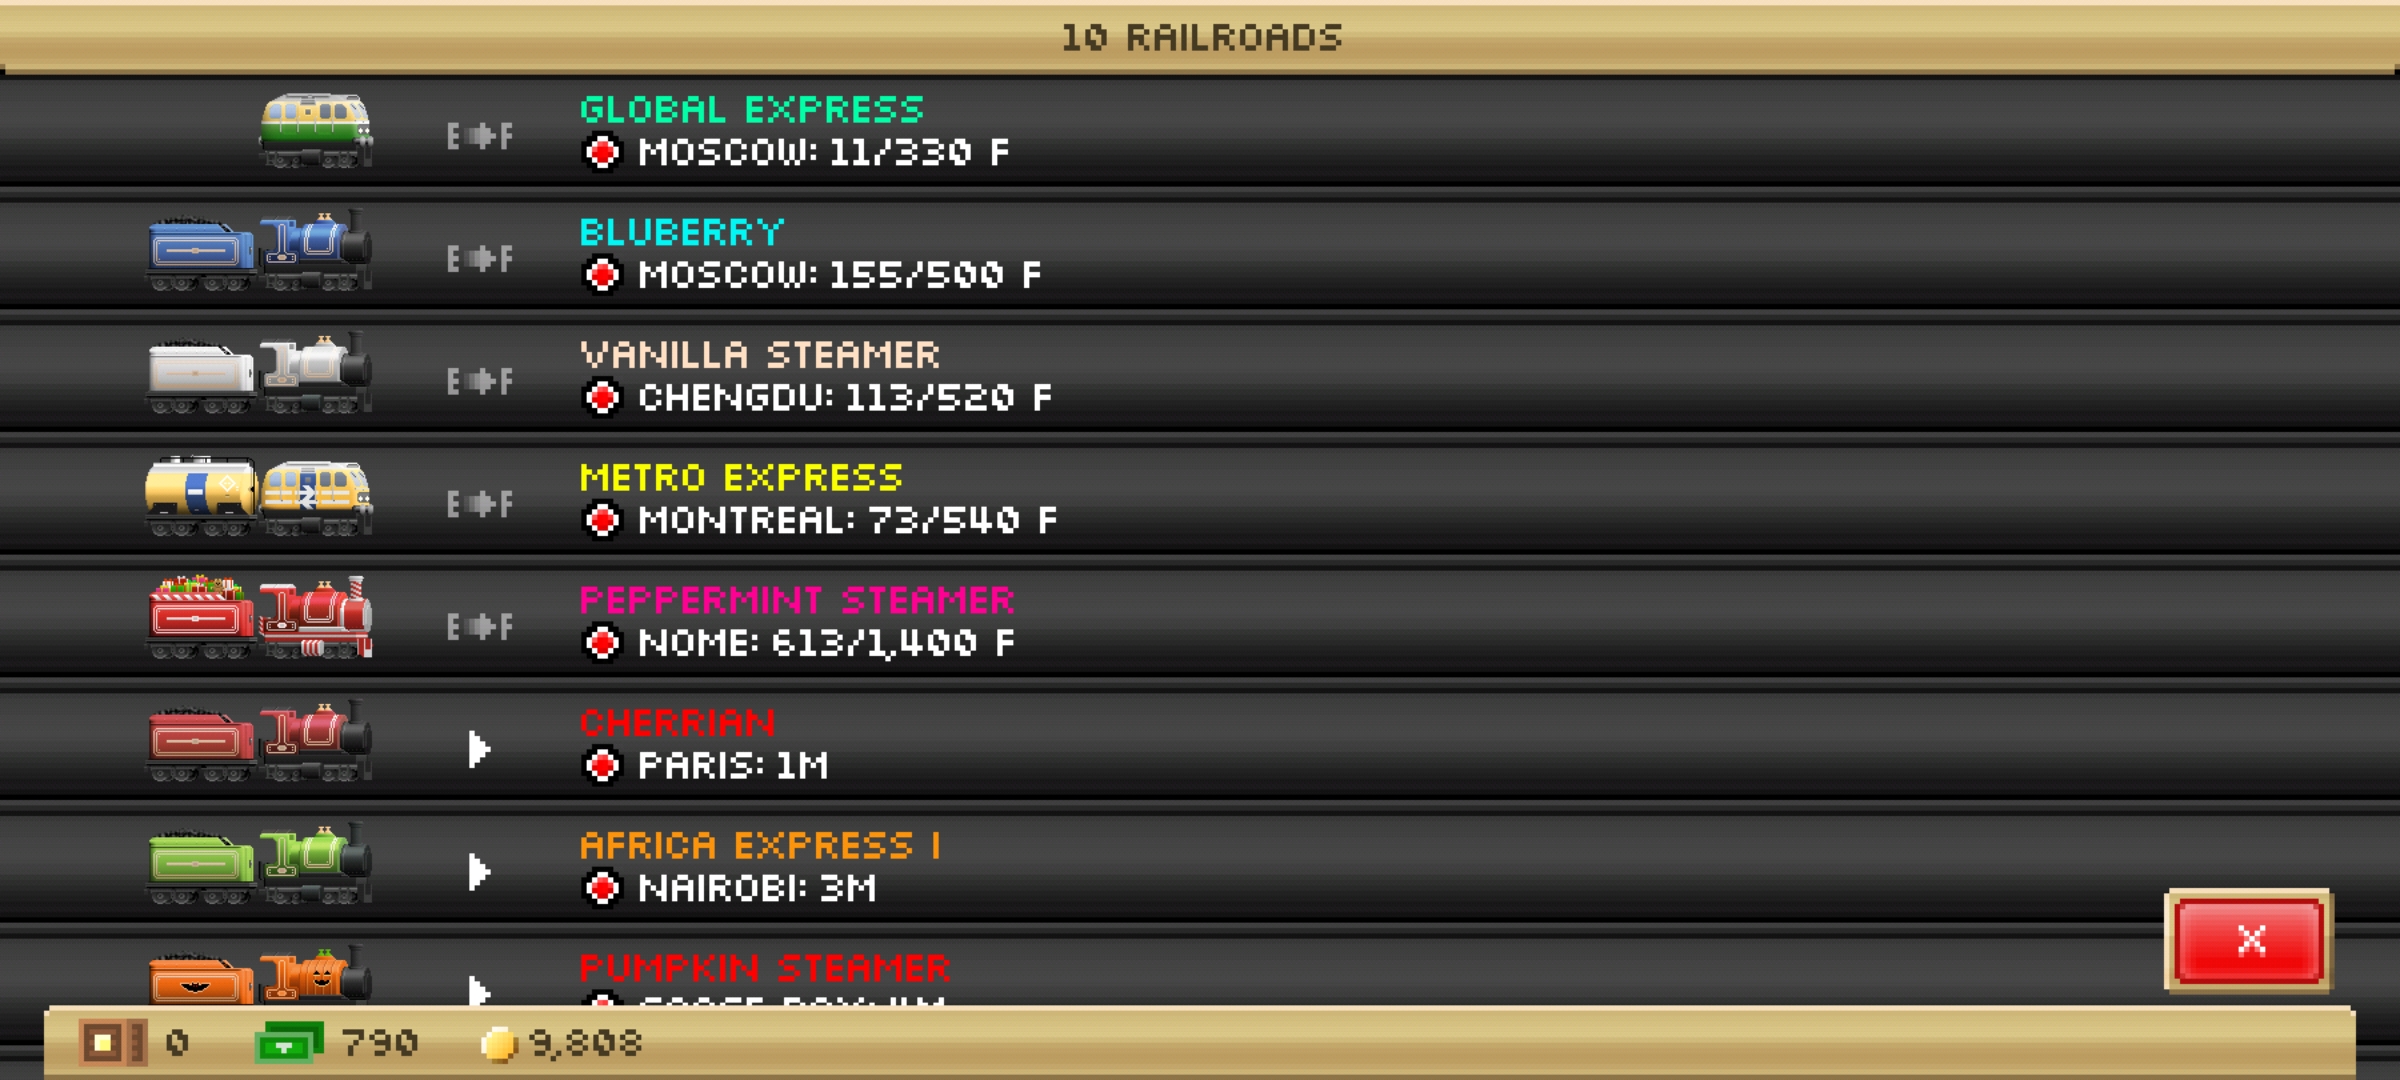 10 RAILROADS
GLOBAL EXPRESS
E F
MOSCOW: 11/330 F
BLUBERRY
E F
MOSCOW: 155/500 F
VANILLA STEAMER
E F
CHENGDU: 113/520 F
METRO EXPRESS
E F
MONTREAL: 73/540 F
PEPPERMINT STEAMER
E F
NOME: 613/1,400 F
CHERRIAN
PARIS: 1M
AFRICA EXPRESS I
NAIROBI: 3M
X
PUMPKIN STEAMER
0 790 9,808